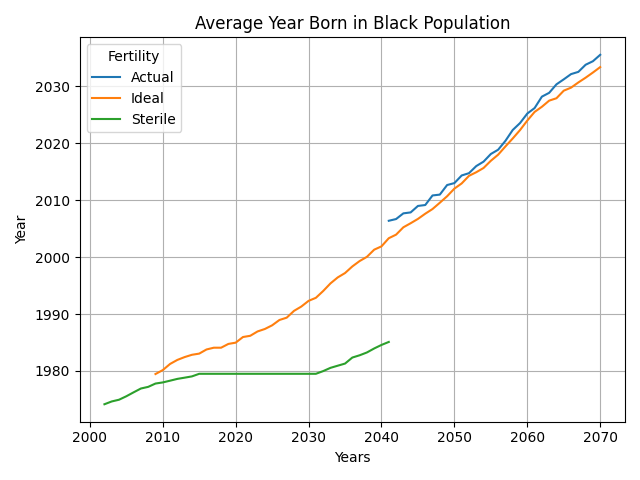 Average Year Born in Black Population
Fertility
Actual
Ideal
Sterile
Year
2030
2020
2010
2000
1990
1980
2000 2010 2020 2030 2040 2050 2060 2070
Years